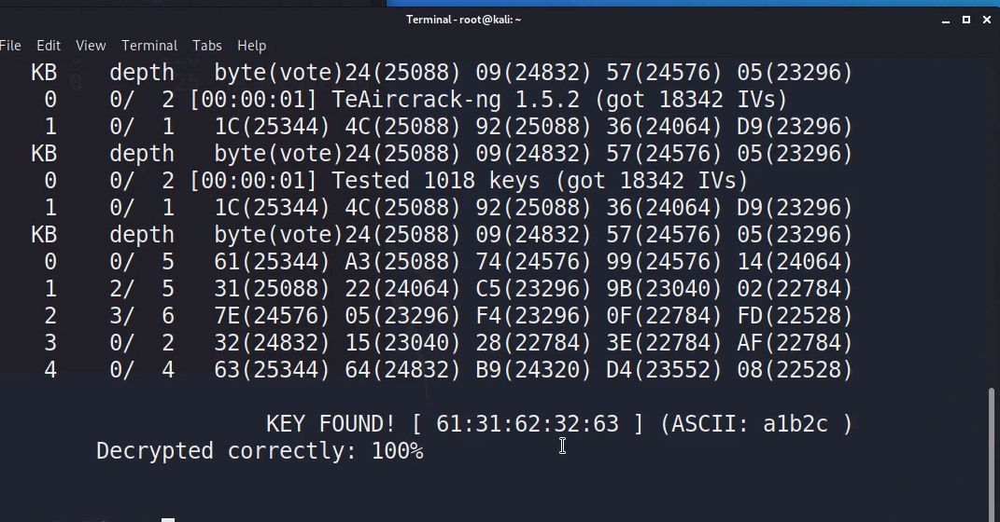 Terminal - root@kali: ~
File Edit View Terminal Tabs Help
KB depth byte(vote)24(25088) 09(24832) 57(24576) 05(23296)
0 0/ 2 [00:00:01] TeAircrack-ng 1.5.2 (got 18342 IVs)
1 0/ 1 1C(25344) 4C(25088) 92(25088) 36(24064) D9(23296)
KB depth byte(vote)24(25088) 09(24832) 57(24576) 05(23296)
0 0/ 2 [00:00:01] Tested 1018 keys (got 18342 IVs)
1 0/ 1 1C(25344) 4C(25088) 92(25088) 36(24064) D9(23296)
KB depth byte(vote)24(25088) 09(24832) 57(24576) 05(23296)
0 0/ 5 61(25344) A3(25088) 74(24576) 99(24576) 14(24064)
1 2/ 5 31(25088) 22(24064) C5(23296) 9B(23040) 02(22784)
2 3/ 6 7E(24576) 05(23296) F4(23296) 0F(22784) FD(22528)
3 0/ 2 32(24832) 15(23040) 28(22784) 3E(22784) AF(22784)
4 0/ 4 63(25344) 64(24832) B9(24320) D4(23552) 08(22528)
KEY FOUND! [ 61:31:62:32:63 ] (ASCII: a1b2c )
Decrypted correctly: 100%